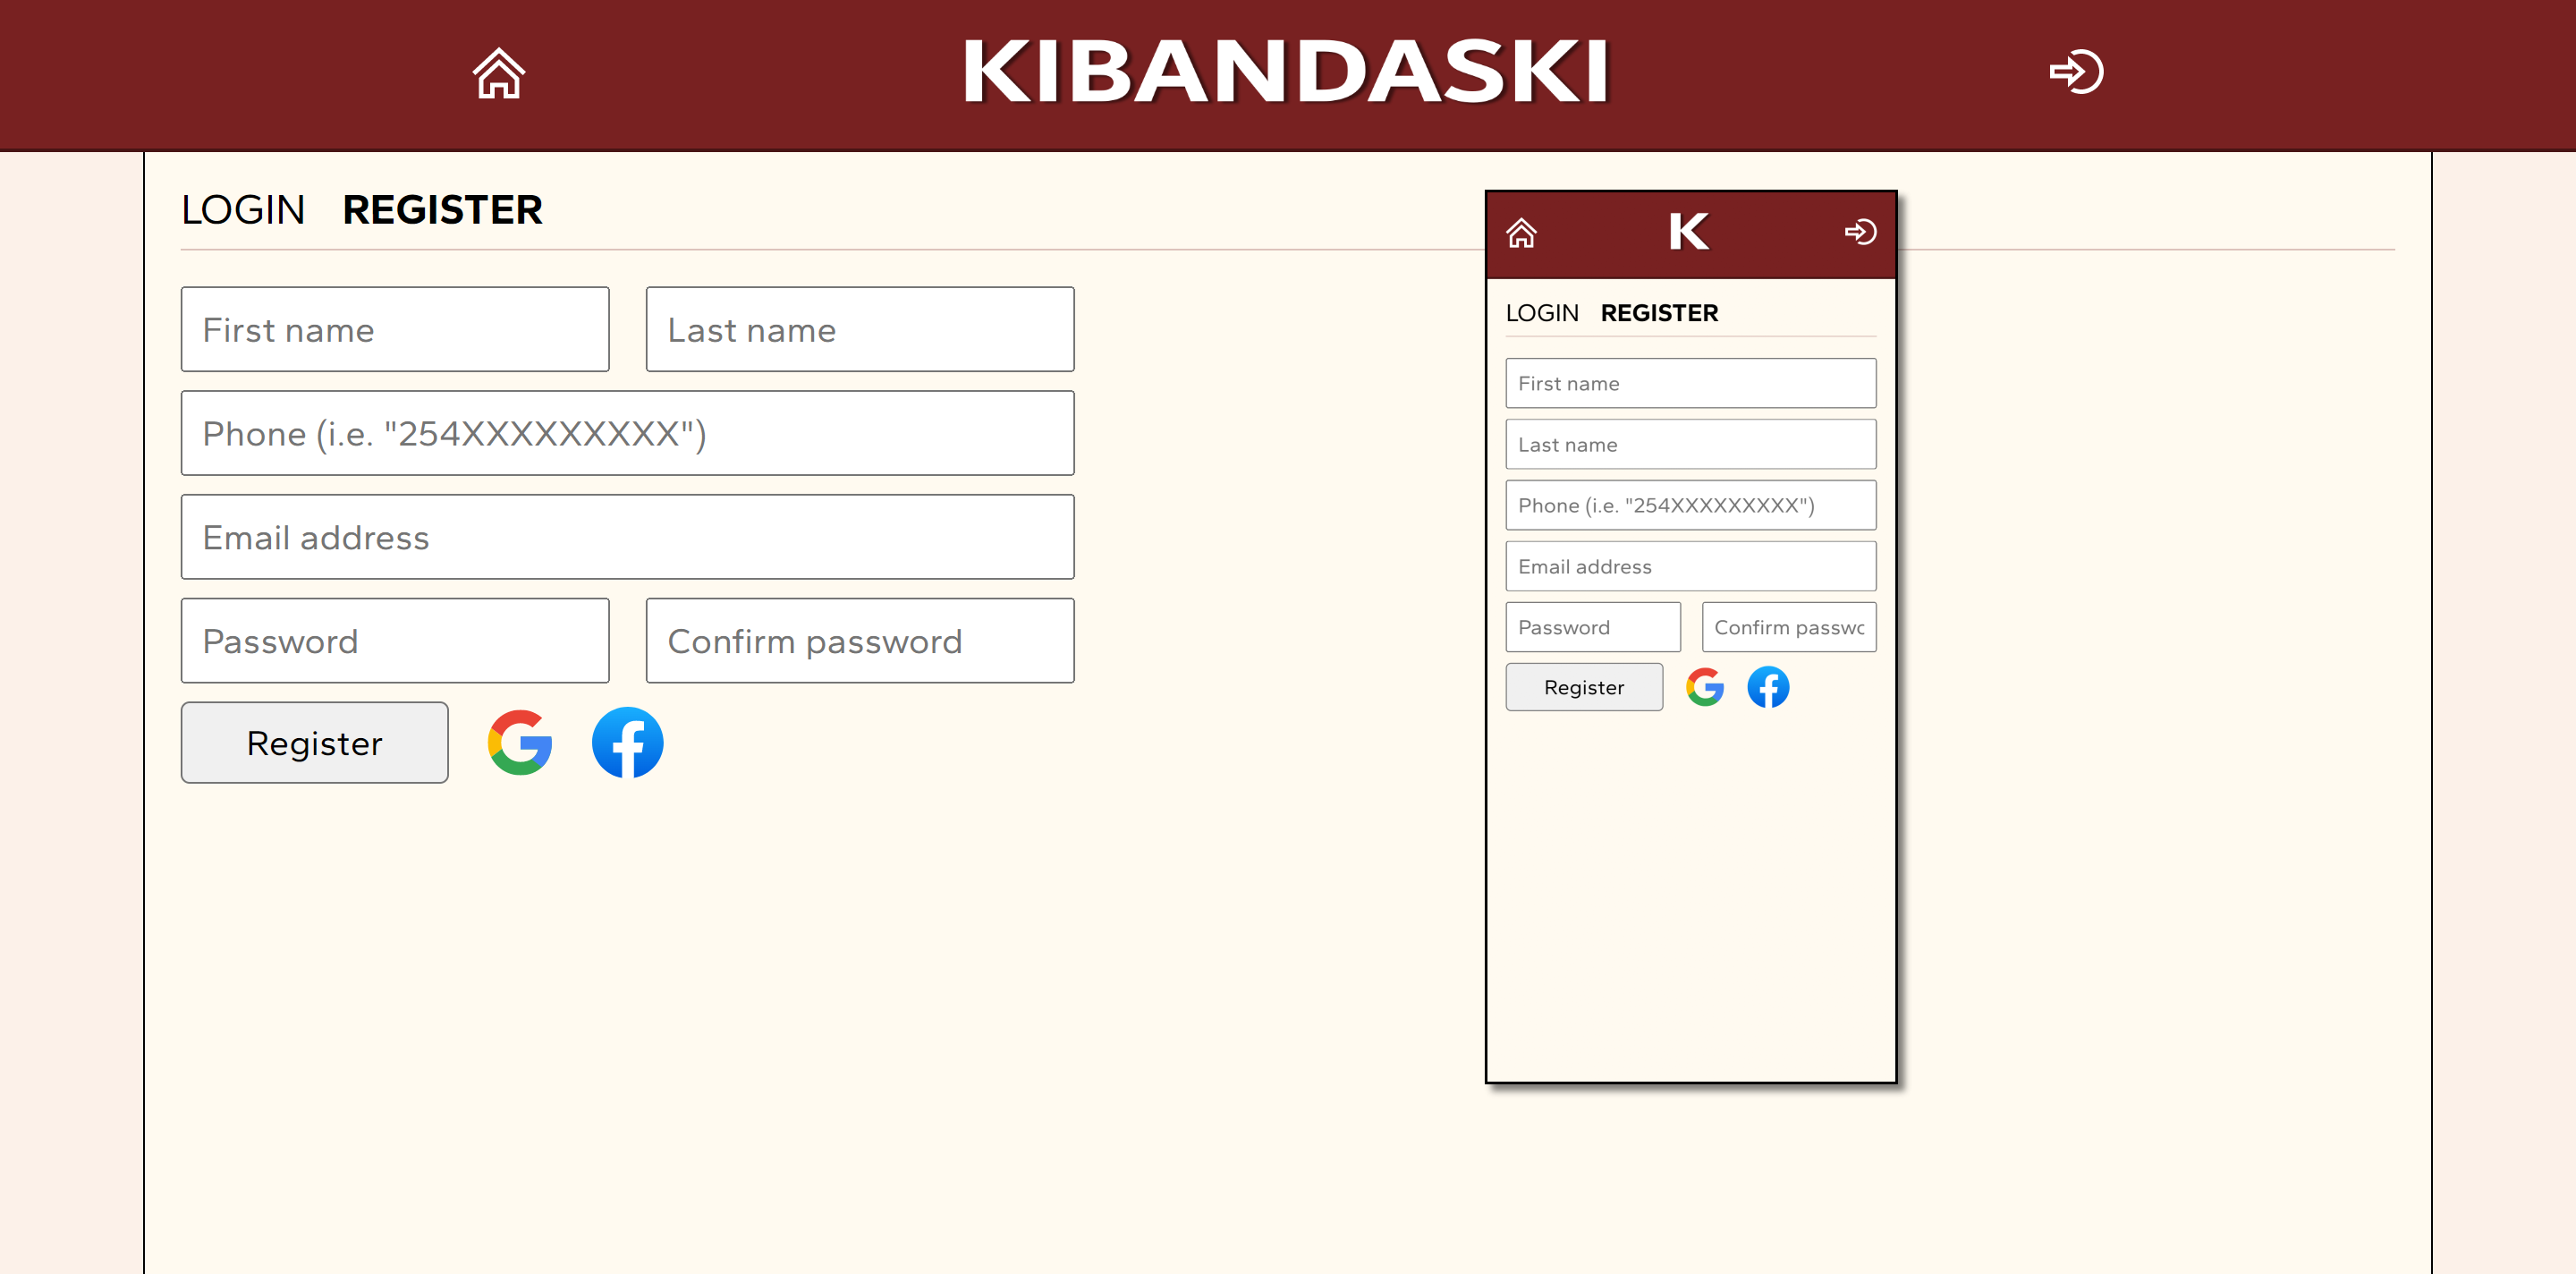 KIBANDASKI
LOGIN REGISTER
First name Last name
Phone (i.e. "254XXXXXXXXX")
Email address
Password Confirm password
Register
K
LOGIN REGISTER
First name
Last name
Phone (i.e. "254XXXXXXXXX")
Email address
Password Confirm passwo
Register